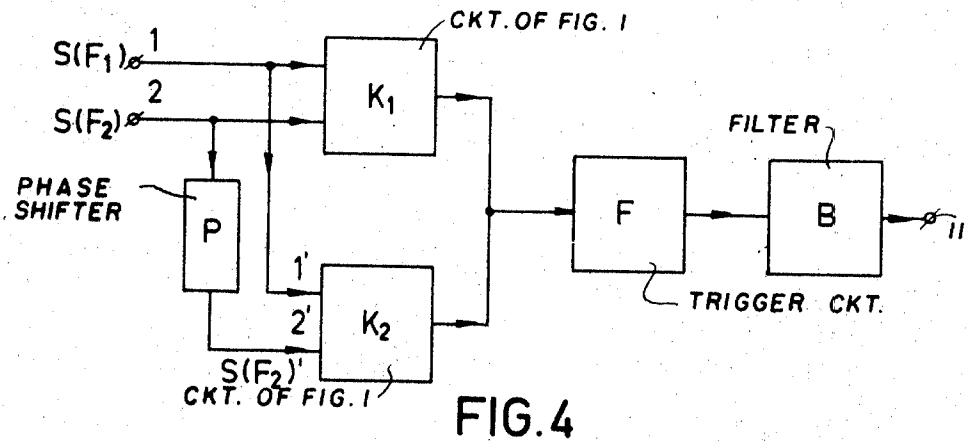 CKT. OF FIG. 1
S(F₁) 1
K₁
S(F₂) 2
FILTER
PHASE
SHIFTER
P
F
B
11
1'
2'
K₂
TRIGGER CKT.
S(F₂)'
CKT. OF FIG. 1
FIG. 4